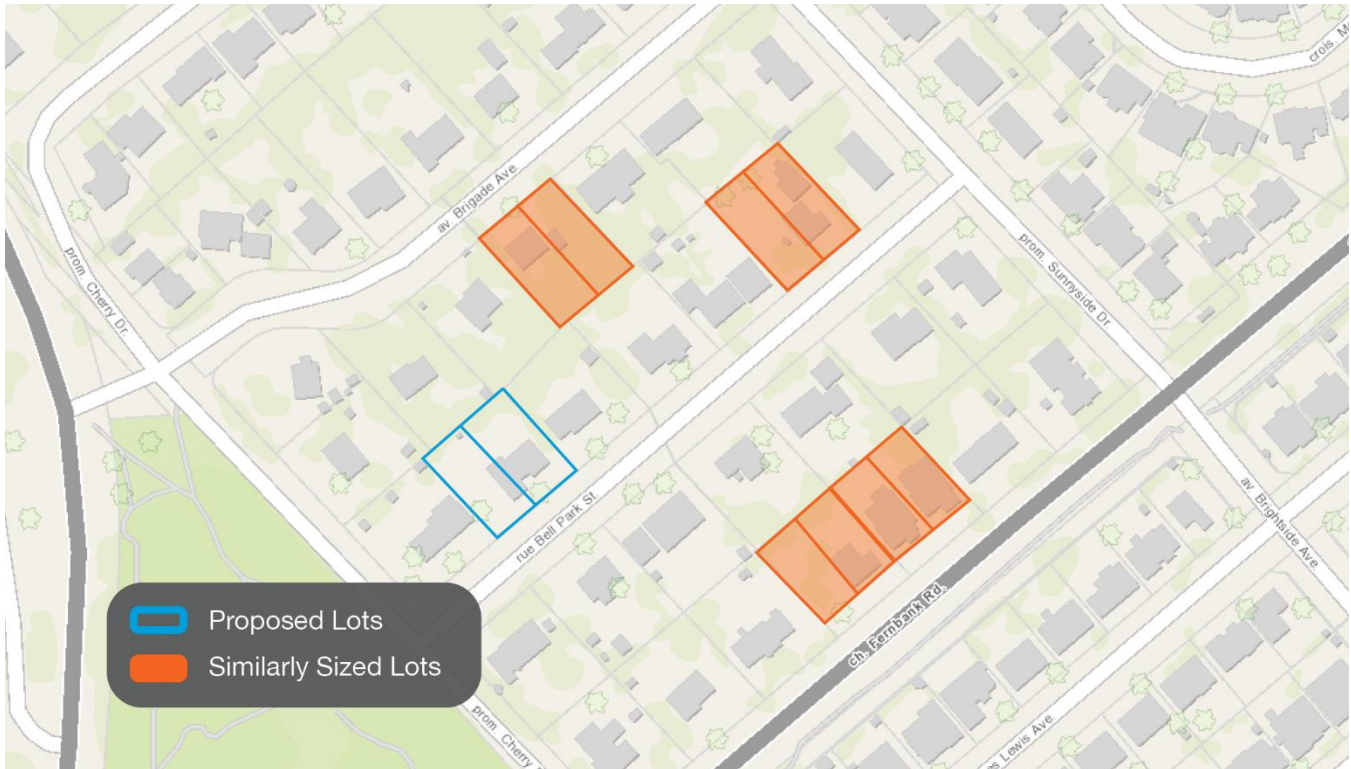 crois. M
av. Brigade Ave.
prom. Cherry Dr.
prom. Sunnyside Dr.
rue Bell Park St
av. Brightside Ave
ch. Fernbank Rd.
Proposed Lots
Similarly Sized Lots
prom. Cherry
Lewis Ave